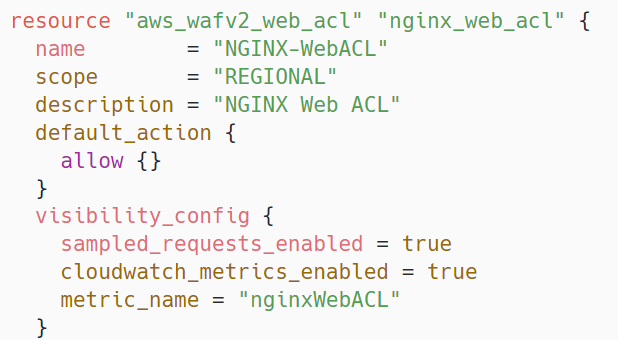 resource "aws_wafv2_web_acl" "nginx_web_acl" {
  name        = "NGINX-WebACL"
  scope       = "REGIONAL"
  description = "NGINX Web ACL"
  default_action {
    allow {}
  }
  visibility_config {
    sampled_requests_enabled = true
    cloudwatch_metrics_enabled = true
    metric_name = "nginxWebACL"
  }